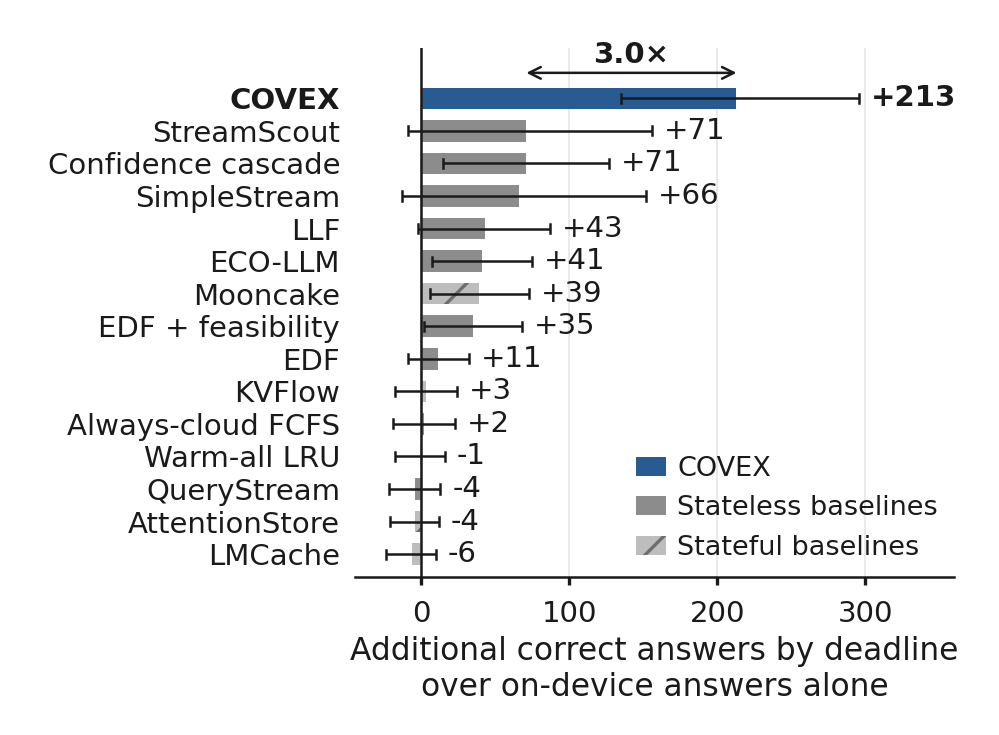 3.0×
COVEX +213
StreamScout +71
Confidence cascade +71
SimpleStream +66
LLF +43
ECO-LLM +41
Mooncake +39
EDF + feasibility +35
EDF +11
KVFlow +3
Always-cloud FCFS +2
Warm-all LRU -1
QueryStream -4
AttentionStore -4
LMCache -6
COVEX
Stateless baselines
Stateful baselines
0 100 200 300
Additional correct answers by deadline
over on-device answers alone